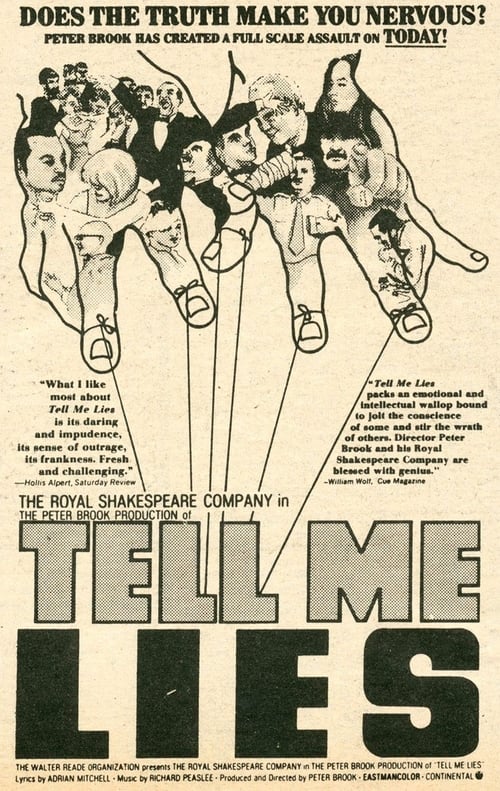 DOES THE TRUTH MAKE YOU NERVOUS?
PETER BROOK HAS CREATED A FULL SCALE ASSAULT ON TODAY!
"What I like
most about
Tell Me Lies
is its daring
and impudence,
its sense of outrage,
its frankness. Fresh
and challenging."
—Hollis Alpert, Saturday Review
"Tell Me Lies
packs an emotional and
intellectual wallop bound
to jolt the conscience
of some and stir the wrath
of others. Director Peter
Brook and his Royal
Shakespeare Company are
blessed with genius."
-William Wolf, Cue Magazine
THE ROYAL SHAKESPEARE COMPANY in
THE PETER BROOK PRODUCTION of
TELL ME
LIES
THE WALTER READE ORGANIZATION presents THE ROYAL SHAKESPEARE COMPANY in THE PETER BROOK PRODUCTION of "TELL ME LIES"
Lyrics by ADRIAN MITCHELL · Music by RICHARD PEASLEE · Produced and Directed by PETER BROOK · EASTMANCOLOR · CONTINENTAL